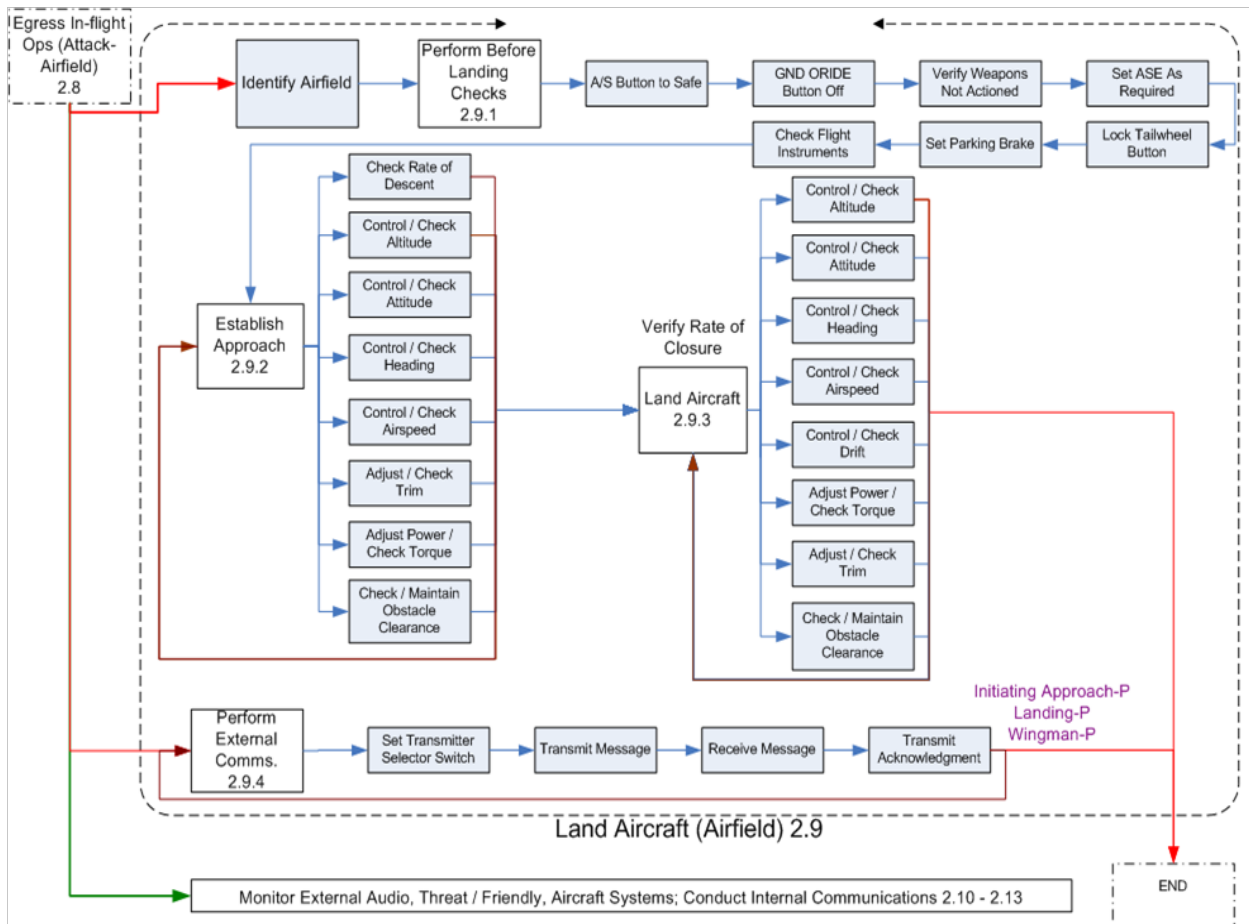 Egress In-flight
Ops (Attack-
Airfield)
2.8
Identify Airfield
Perform Before
Landing
Checks
2.9.1
A/S Button to Safe
GND ORIDE
Button Off
Verify Weapons
Not Actioned
Set ASE As
Required
Lock Tailwheel
Button
Set Parking Brake
Check Flight
Instruments
Establish
Approach
2.9.2
Check Rate of
Descent
Control / Check
Altitude
Control / Check
Attitude
Control / Check
Heading
Control / Check
Airspeed
Adjust / Check
Trim
Adjust Power /
Check Torque
Check / Maintain
Obstacle
Clearance
Verify Rate of
Closure
Land Aircraft
2.9.3
Control / Check
Altitude
Control / Check
Attitude
Control / Check
Heading
Control / Check
Airspeed
Control / Check
Drift
Adjust Power /
Check Torque
Adjust / Check
Trim
Check / Maintain
Obstacle
Clearance
Perform
External
Comms.
2.9.4
Set Transmitter
Selector Switch
Transmit Message
Receive Message
Transmit
Acknowledgment
Initiating Approach-P
Landing-P
Wingman-P
Land Aircraft (Airfield) 2.9
Monitor External Audio, Threat / Friendly, Aircraft Systems; Conduct Internal Communications 2.10 - 2.13
END